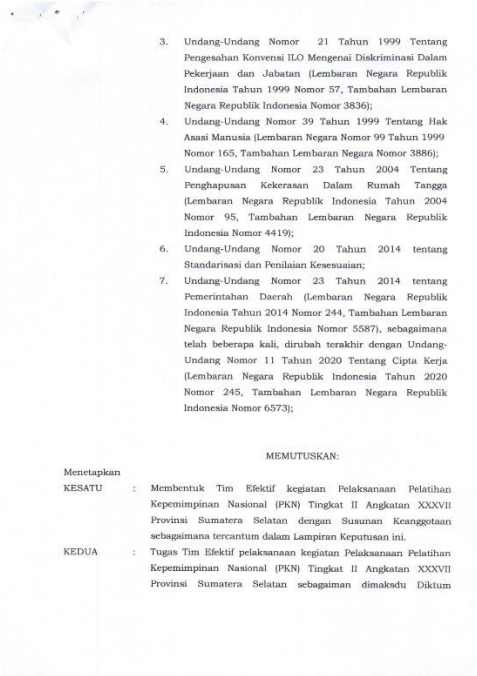 3. Undang-Undang Nomor 21 Tahun 1999 Tentang
Pengesahan Konvensi ILO Mengenai Diskriminasi Dalam
Pekerjaan dan Jabatan (Lembaran Negara Republik
Indonesia Tahun 1999 Nomor 57, Tambahan Lembaran
Negara Republik Indonesia Nomor 3836);
4. Undang-Undang Nomor 39 Tahun 1999 Tentang Hak
Asasi Manusia (Lembaran Negara Nomor 99 Tahun 1999
Nomor 165, Tambahan Lembaran Negara Nomor 3886);
5. Undang-Undang Nomor 23 Tahun 2004 Tentang
Penghapusan Kekerasan Dalam Rumah Tangga
(Lembaran Negara Republik Indonesia Tahun 2004
Nomor 95, Tambahan Lembaran Negara Republik
Indonesia Nomor 4419);
6. Undang-Undang Nomor 20 Tahun 2014 tentang
Standarisasi dan Penilaian Kesesuaian;
7. Undang-Undang Nomor 23 Tahun 2014 tentang
Pemerintahan Daerah (Lembaran Negara Republik
Indonesia Tahun 2014 Nomor 244, Tambahan Lembaran
Negara Republik Indonesia Nomor 5587), sebagaimana
telah beberapa kali, dirubah terakhir dengan Undang-
Undang Nomor 11 Tahun 2020 Tentang Cipta Kerja
(Lembaran Negara Republik Indonesia Tahun 2020
Nomor 245, Tambahan Lembaran Negara Republik
Indonesia Nomor 6573);
MEMUTUSKAN:
Menetapkan
KESATU : Membentuk Tim Efektif kegiatan Pelaksanaan Pelatihan
Kepemimpinan Nasional (PKN) Tingkat II Angkatan XXXVII
Provinsi Sumatera Selatan dengan Susunan Keanggotaan
sebagaimana tercantum dalam Lampiran Keputusan ini.
KEDUA : Tugas Tim Efektif pelaksanaan kegiatan Pelaksanaan Pelatihan
Kepemimpinan Nasional (PKN) Tingkat II Angkatan XXXVII
Provinsi Sumatera Selatan sebagaiman dimaksdu Diktum